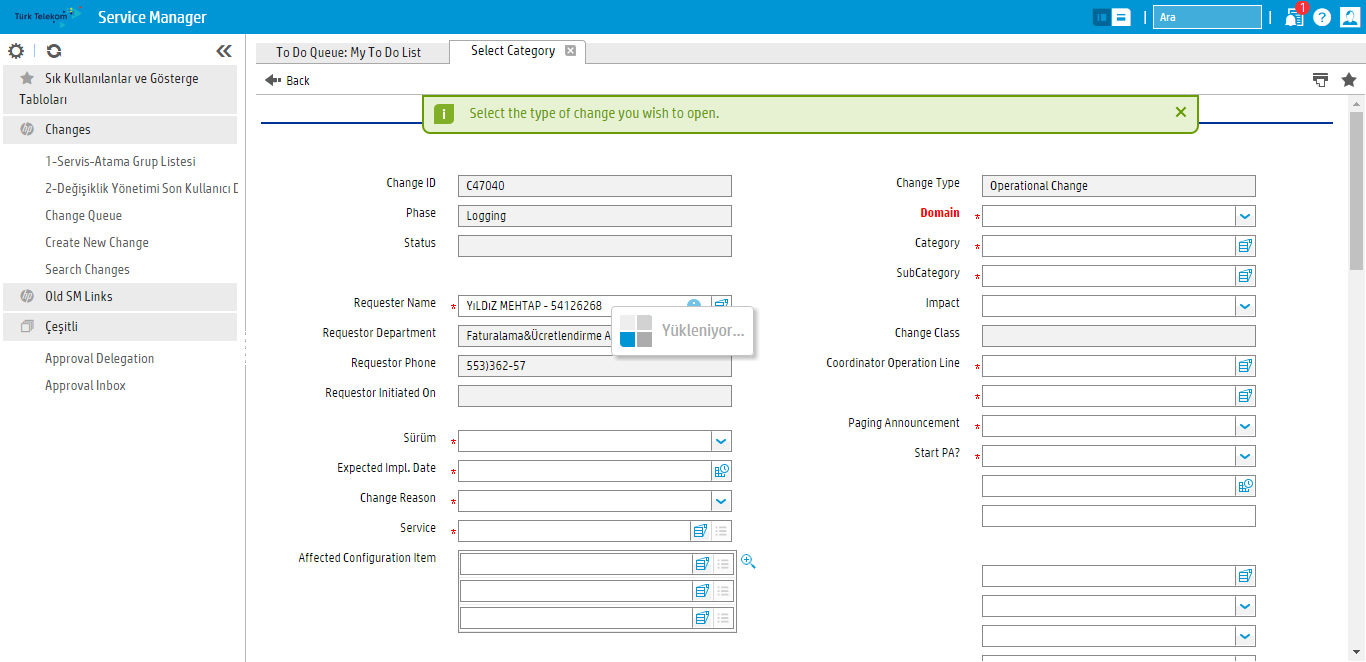 Türk Telekom
Service Manager
Ara
1
?
Sık Kullanılanlar ve Gösterge
Tabloları
Changes
1-Servis-Atama Grup Listesi
2-Değişiklik Yönetimi Son Kullanıcı D
Change Queue
Create New Change
Search Changes
Old SM Links
Çeşitli
Approval Delegation
Approval Inbox
To Do Queue: My To Do List
Select Category
Back
Select the type of change you wish to open.
Change ID
C47040
Phase
Logging
Status
Requester Name
YıLDıZ MEHTAP - 54126268
Requestor Department
Faturalama&Ücretlendirme A
Requestor Phone
553)362-57
Requestor Initiated On
Sürüm
Expected Impl. Date
Change Reason
Service
Affected Configuration Item
Yükleniyor...
Change Type
Operational Change
Domain
Category
SubCategory
Impact
Change Class
Coordinator Operation Line
Paging Announcement
Start PA?